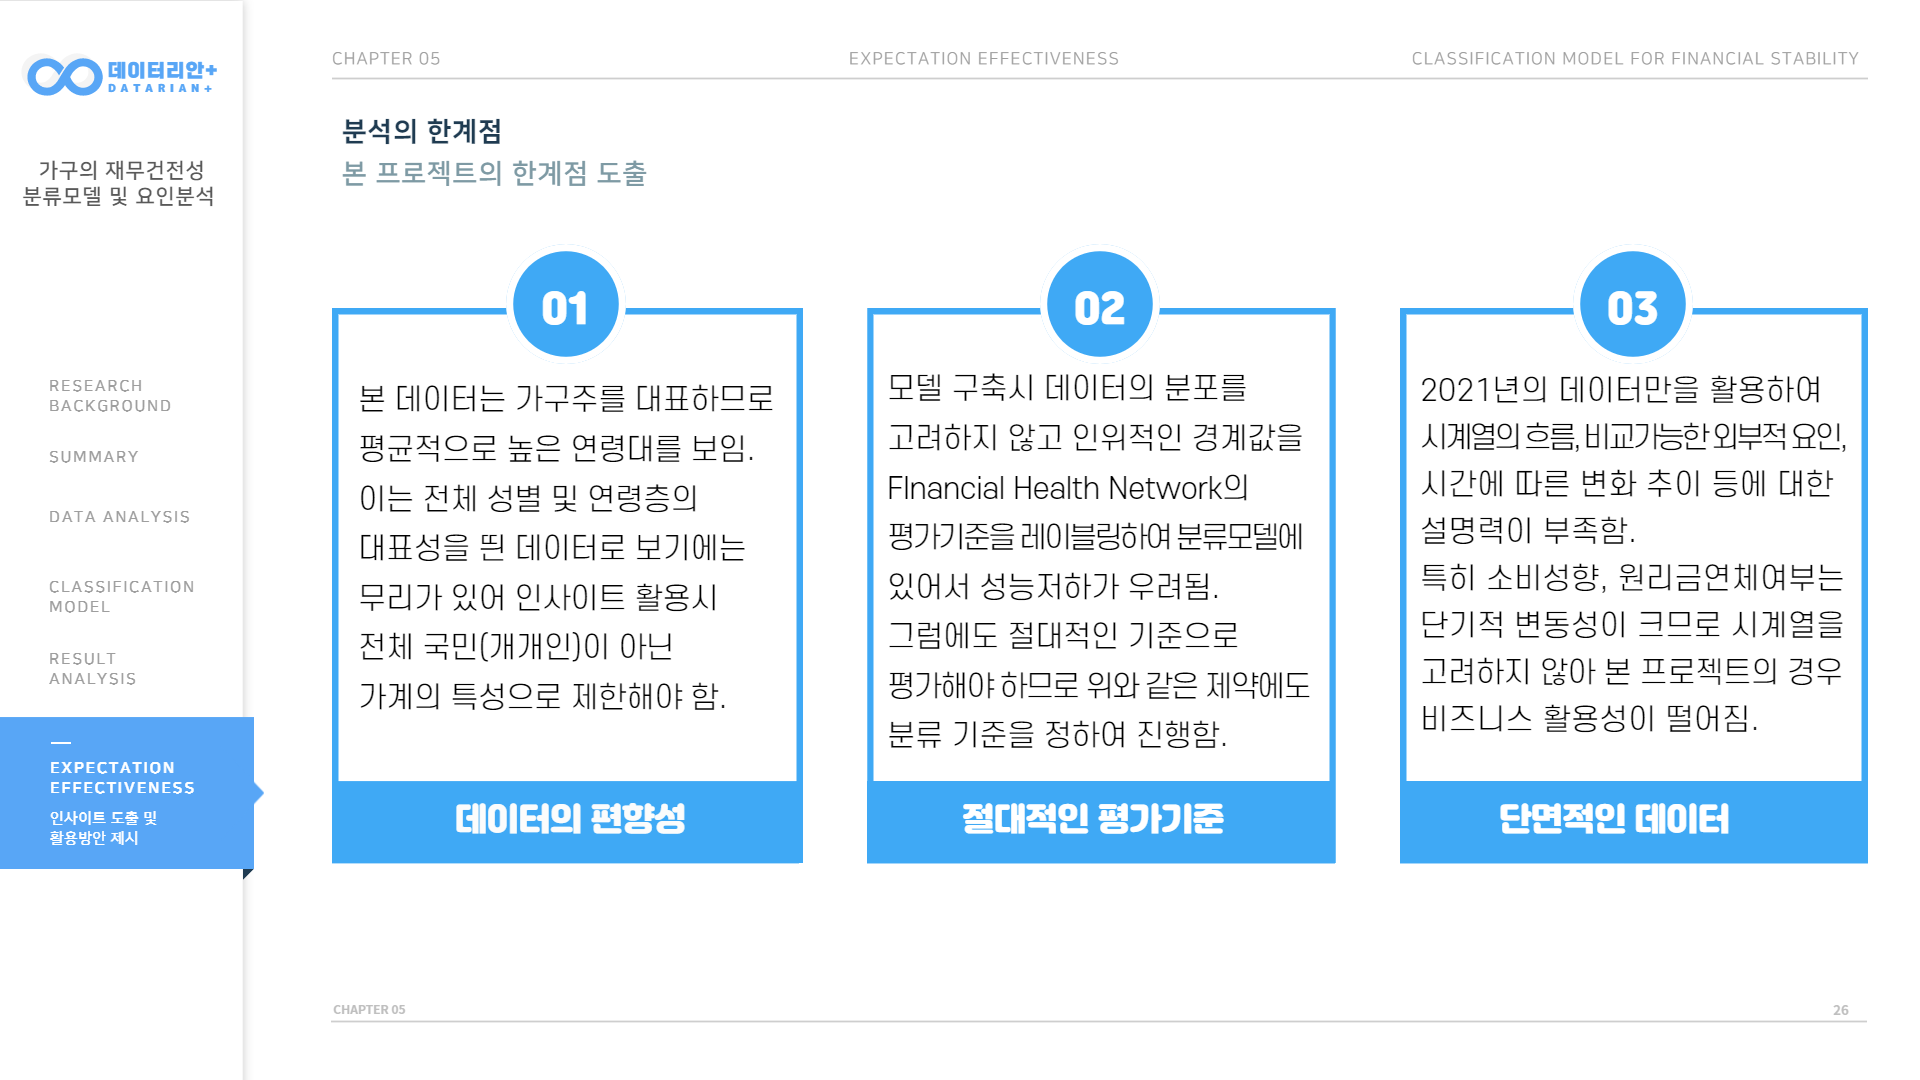 데이터리안+
DATARIAN+
가구의 재무건전성
분류모델 및 요인분석
RESEARCH
BACKGROUND
SUMMARY
DATA ANALYSIS
CLASSIFICATION
MODEL
RESULT
ANALYSIS
EXPECTATION
EFFECTIVENESS
인사이트 도출 및
활용방안 제시
CHAPTER 05
EXPECTATION EFFECTIVENESS
CLASSIFICATION MODEL FOR FINANCIAL STABILITY
분석의 한계점
본 프로젝트의 한계점 도출
01
본 데이터는 가구주를 대표하므로
평균적으로 높은 연령대를 보임.
이는 전체 성별 및 연령층의
대표성을 띈 데이터로 보기에는
무리가 있어 인사이트 활용시
전체 국민(개개인)이 아닌
가계의 특성으로 제한해야 함.
데이터의 편향성
02
모델 구축시 데이터의 분포를
고려하지 않고 인위적인 경계값을
FInancial Health Network의
평가기준을 레이블링하여 분류모델에
있어서 성능저하가 우려됨.
그럼에도 절대적인 기준으로
평가해야 하므로 위와 같은 제약에도
분류 기준을 정하여 진행함.
절대적인 평가기준
03
2021년의 데이터만을 활용하여
시계열의 흐름, 비교가능한 외부적 요인,
시간에 따른 변화 추이 등에 대한
설명력이 부족함.
특히 소비성향, 원리금연체여부는
단기적 변동성이 크므로 시계열을
고려하지 않아 본 프로젝트의 경우
비즈니스 활용성이 떨어짐.
단면적인 데이터
CHAPTER 05
26